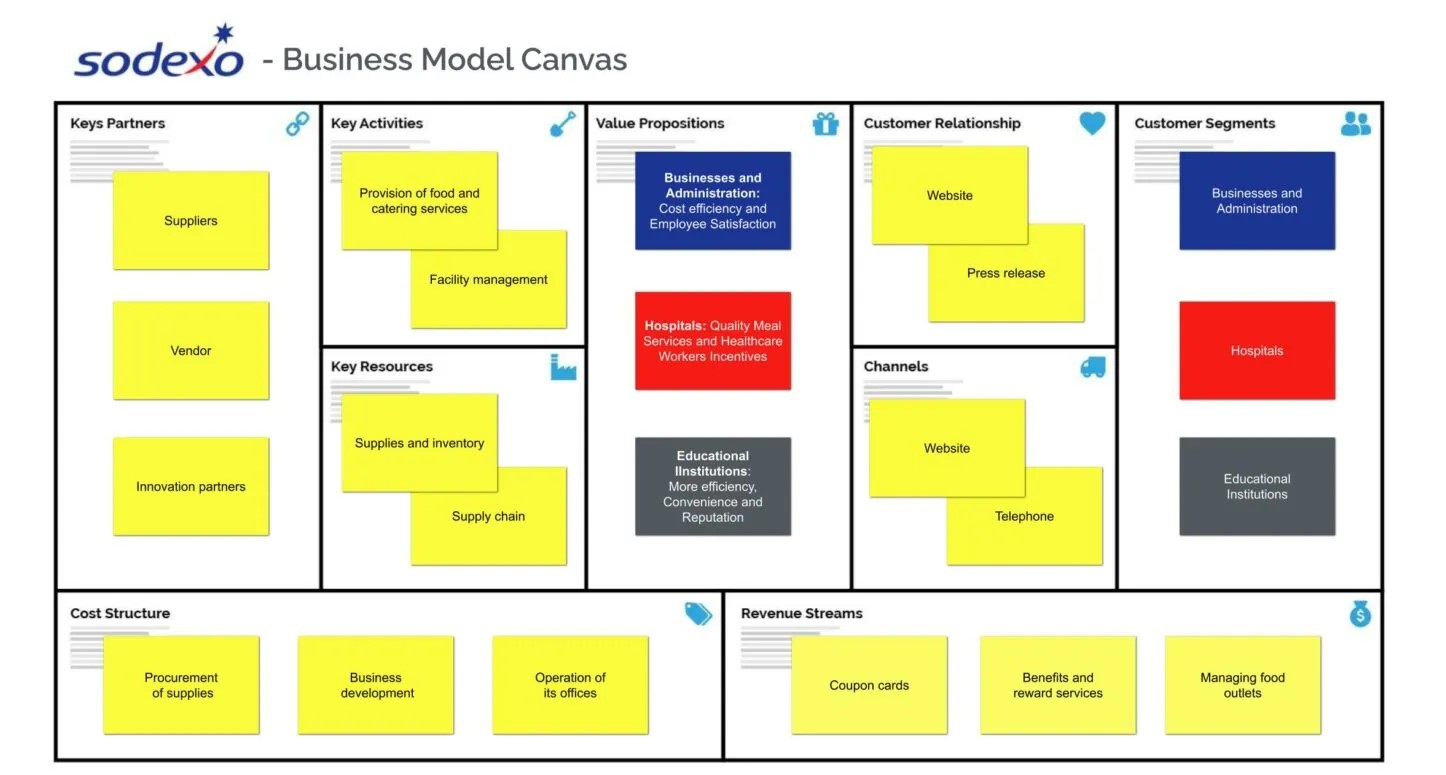 sodexo - Business Model Canvas
Keys Partners
Suppliers
Vendor
Innovation partners
Key Activities
Provision of food and
catering services
Facility management
Key Resources
Supplies and inventory
Supply chain
Value Propositions
Businesses and
Administration:
Cost efficiency and
Employee Satisfaction
Hospitals: Quality Meal
Services and Healthcare
Workers Incentives
Educational
IInstitutions:
More efficiency,
Convenience and
Reputation
Customer Relationship
Website
Press release
Channels
Website
Telephone
Customer Segments
Businesses and
Administration
Hospitals
Educational
Institutions
Cost Structure
Procurement
of supplies
Business
development
Operation of
its offices
Revenue Streams
$
Coupon cards
Benefits and
reward services
Managing food
outlets